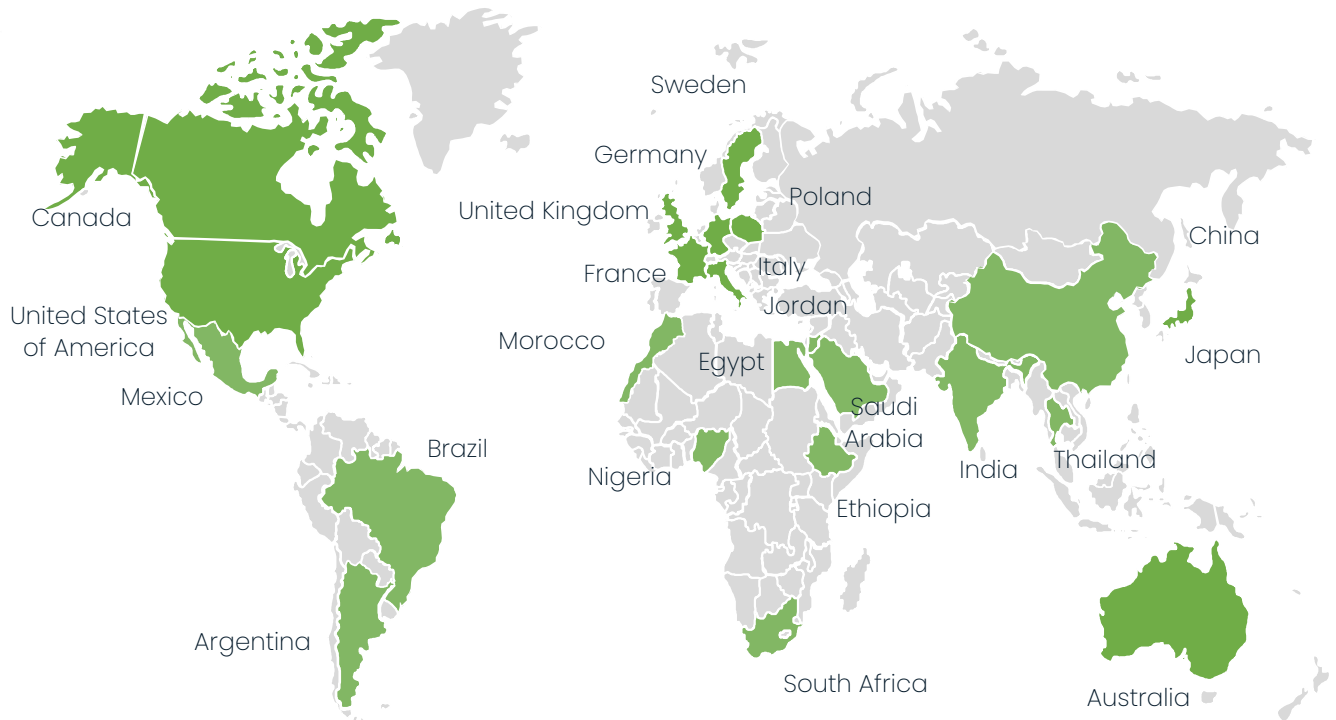 Sweden
Germany
Poland
Canada
United Kingdom
China
Italy
France
Jordan
United States
of America
Morocco
Egypt
Japan
Mexico
Saudi
Arabia
Brazil
Nigeria
India
Thailand
Ethiopia
Argentina
South Africa
Australia